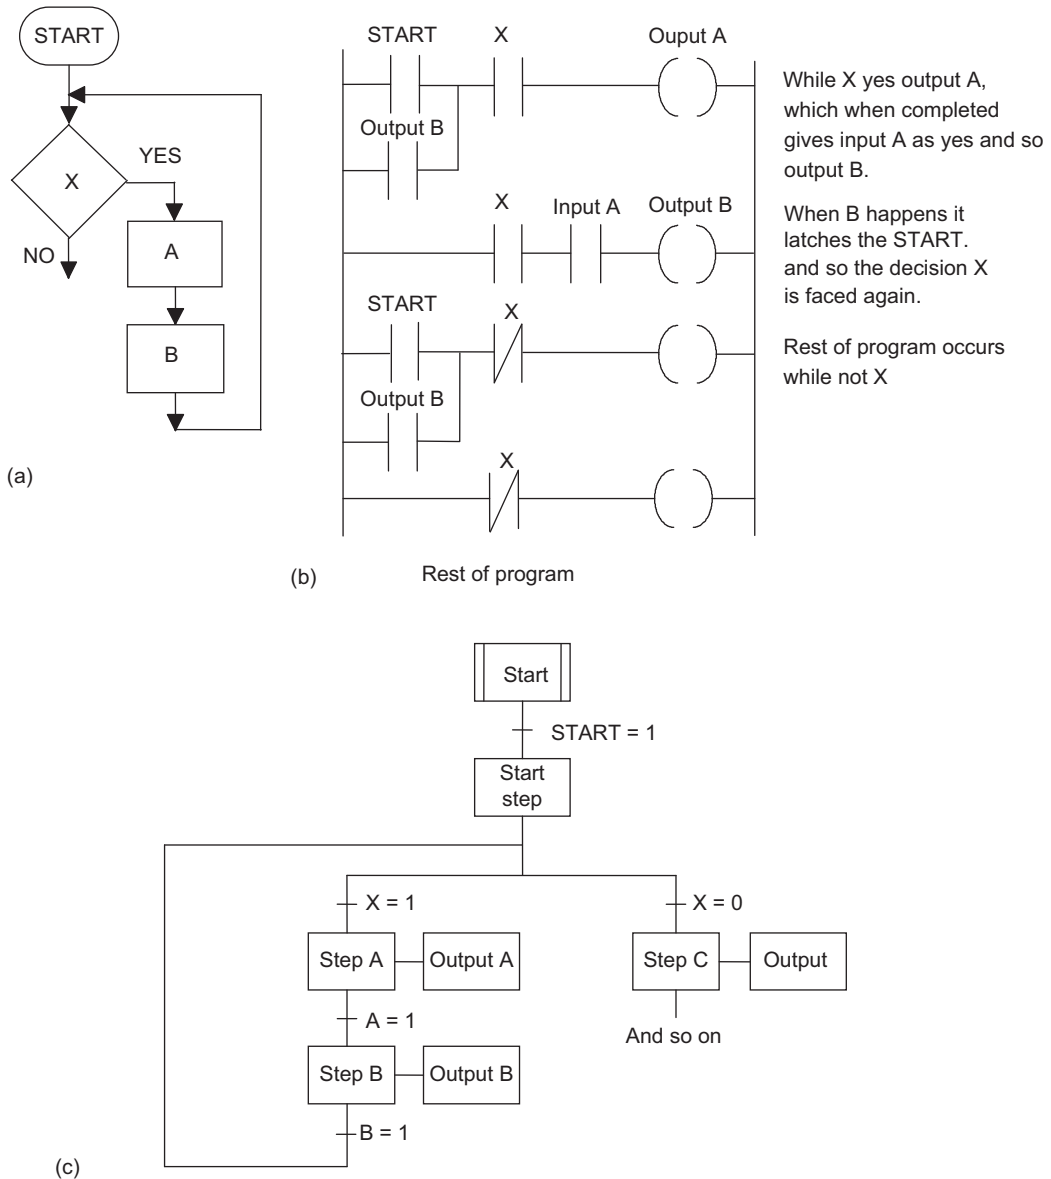 START
X
YES
A
NO
B
(a)
START X Ouput A
Output B
X Input A Output B
START
X
Output B
X
While X yes output A,
which when completed
gives input A as yes and so
output B.
When B happens it
latches the START.
and so the decision X
is faced again.
Rest of program occurs
while not X
(b) Rest of program
Start
START = 1
Start
step
X = 1 X = 0
Step A Output A Step C Output
A = 1
And so on
Step B Output B
B = 1
(c)